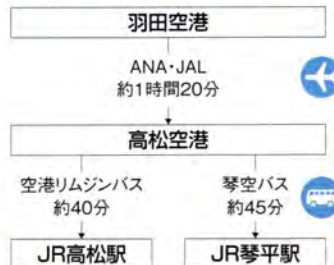 羽田空港
ANA・JAL
約1時間20分
高松空港
空港リムジンバス
約40分
琴空バス
約45分
JR高松駅
JR琴平駅